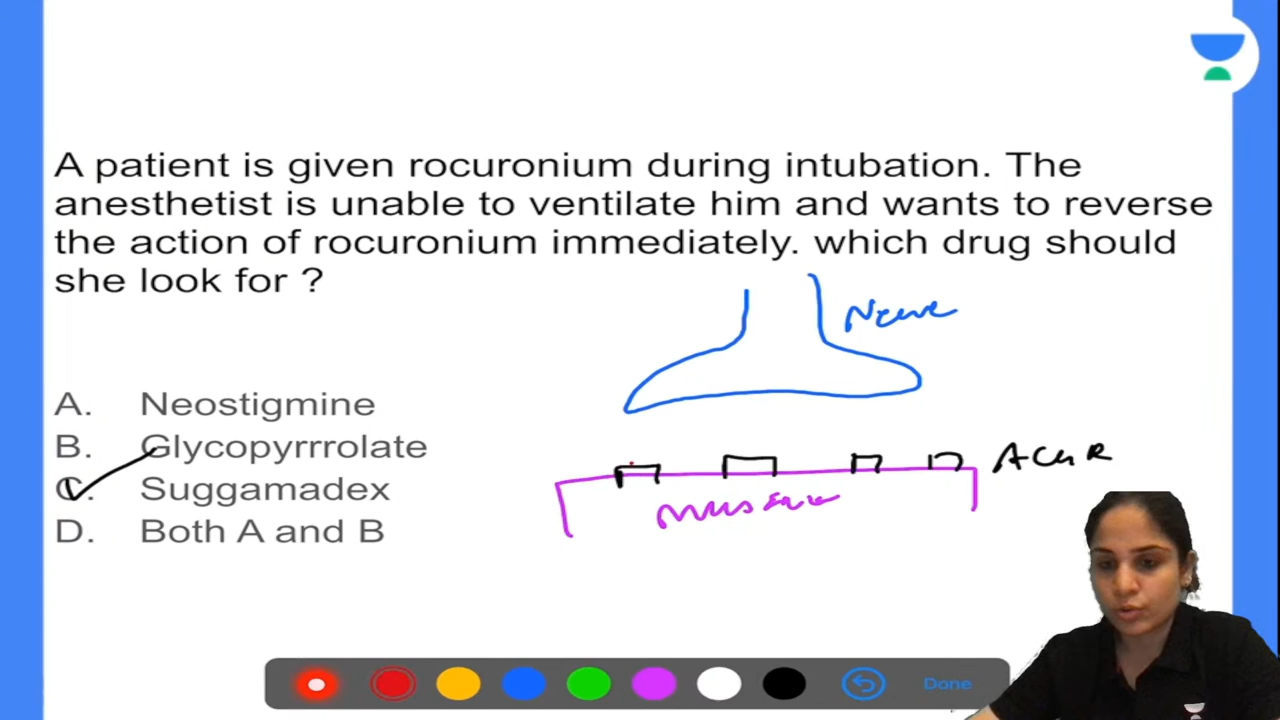 A patient is given rocuronium during intubation. The
anesthetist is unable to ventilate him and wants to reverse
the action of rocuronium immediately. which drug should
she look for ?
Nerve
A. Neostigmine
B. Glycopyrrrolate
C. Suggamadex
D. Both A and B
AChR
Muscle
Done